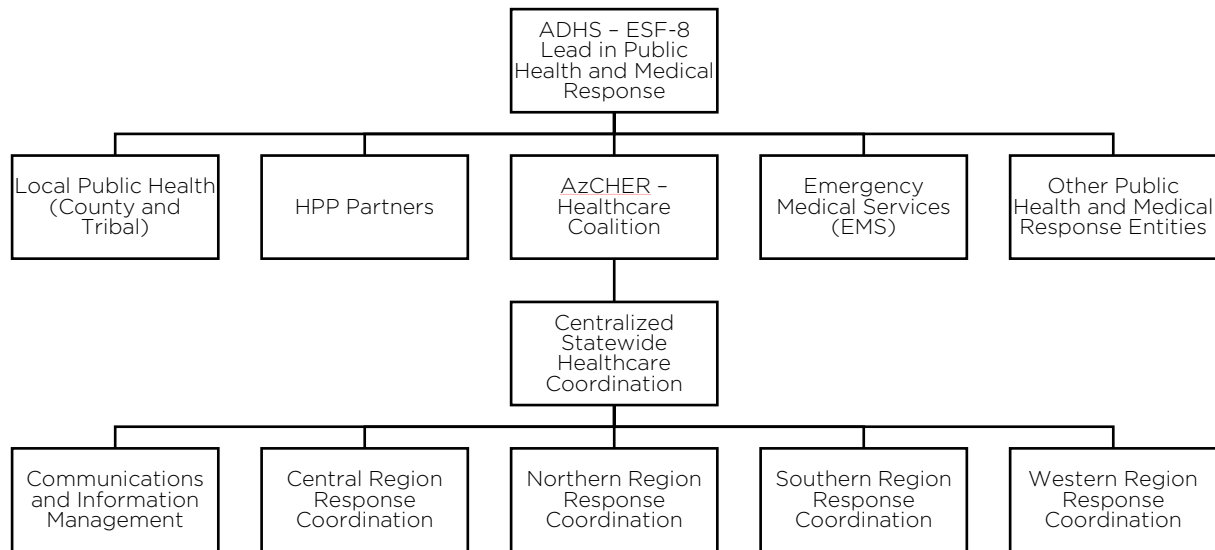 ADHS – ESF-8
Lead in Public
Health and Medical
Response
Local Public Health
(County and
Tribal)
HPP Partners
AzCHER –
Healthcare
Coalition
Emergency
Medical Services
(EMS)
Other Public
Health and Medical
Response Entities
Centralized
Statewide
Healthcare
Coordination
Communications
and Information
Management
Central Region
Response
Coordination
Northern Region
Response
Coordination
Southern Region
Response
Coordination
Western Region
Response
Coordination